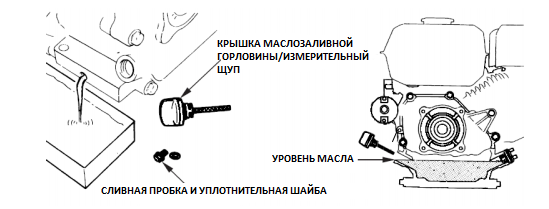 КРЫШКА МАСЛОЗАЛИВНОЙ
ГОРЛОВИНЫ/ИЗМЕРИТЕЛЬНЫЙ
ЩУП
УРОВЕНЬ МАСЛА
СЛИВНАЯ ПРОБКА И УПЛОТНИТЕЛЬНАЯ ШАЙБА